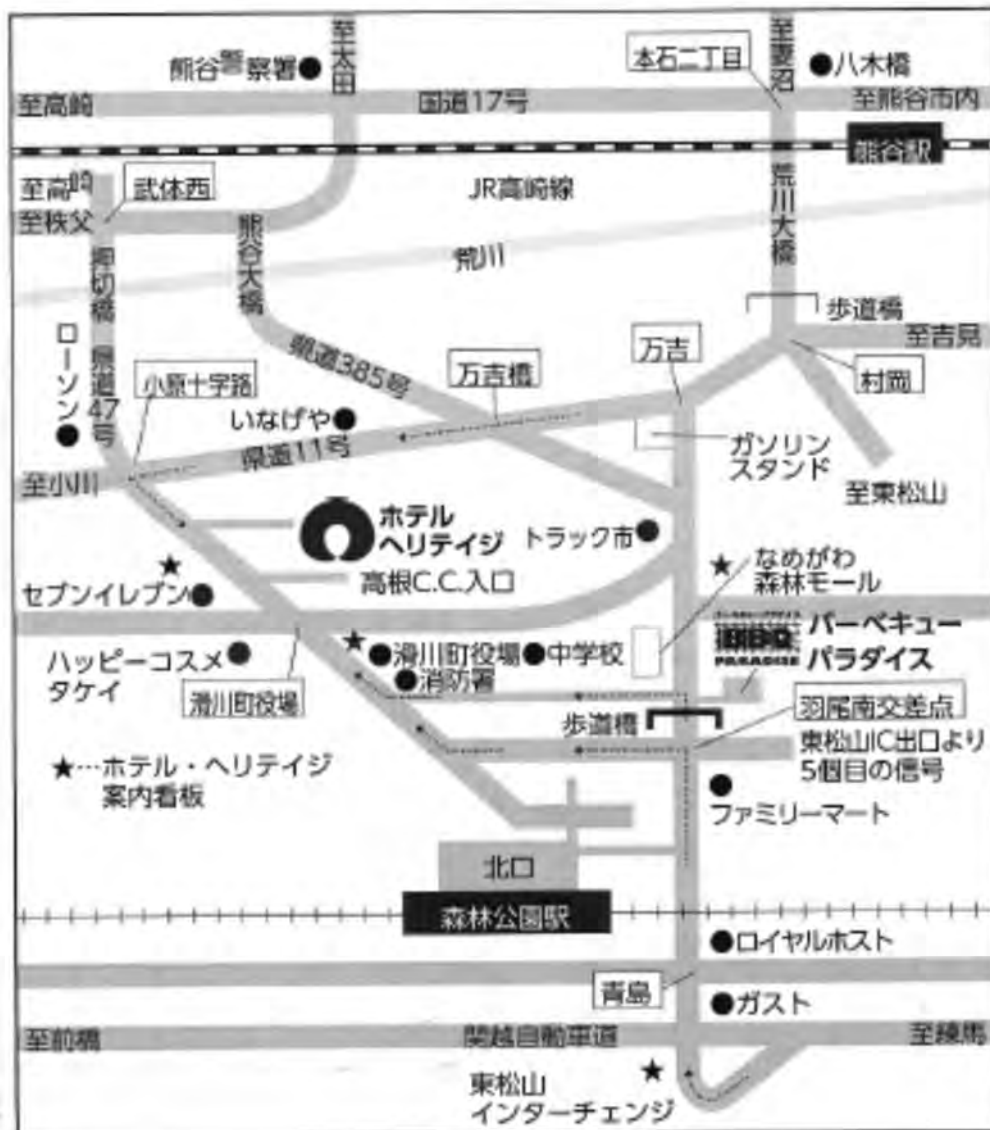 熊谷警察署●
至太田
本石二丁目
至妻沼
●八木橋
至高崎
国道17号
至熊谷市内
熊谷駅
至高崎
武体西
JR高崎線
荒川大橋
至秩父
押切橋
熊谷大橋
荒川
歩道橋
ローソン●
県道47号
小原十字路
県道385号
万吉橋
万吉
至吉見
村岡
いなげや●
県道11号
ガソリン
スタンド
至小川
至東松山
ホテル
ヘリテイジ
トラック市●
★
なめがわ
森林モール
高根C.C.入口
★
セブンイレブン●
BBQ
PARADISE
バーベキュー
パラダイス
ハッピーコスメ●
タケイ
滑川町役場
★
●滑川町役場●中学校
●消防署
歩道橋
羽尾南交差点
東松山IC出口より
5個目の信号
★…ホテル・ヘリテイジ
案内看板
●
ファミリーマート
北口
森林公園駅
●ロイヤルホスト
青島
●ガスト
至前橋
関越自動車道
至練馬
東松山
インターチェンジ
★